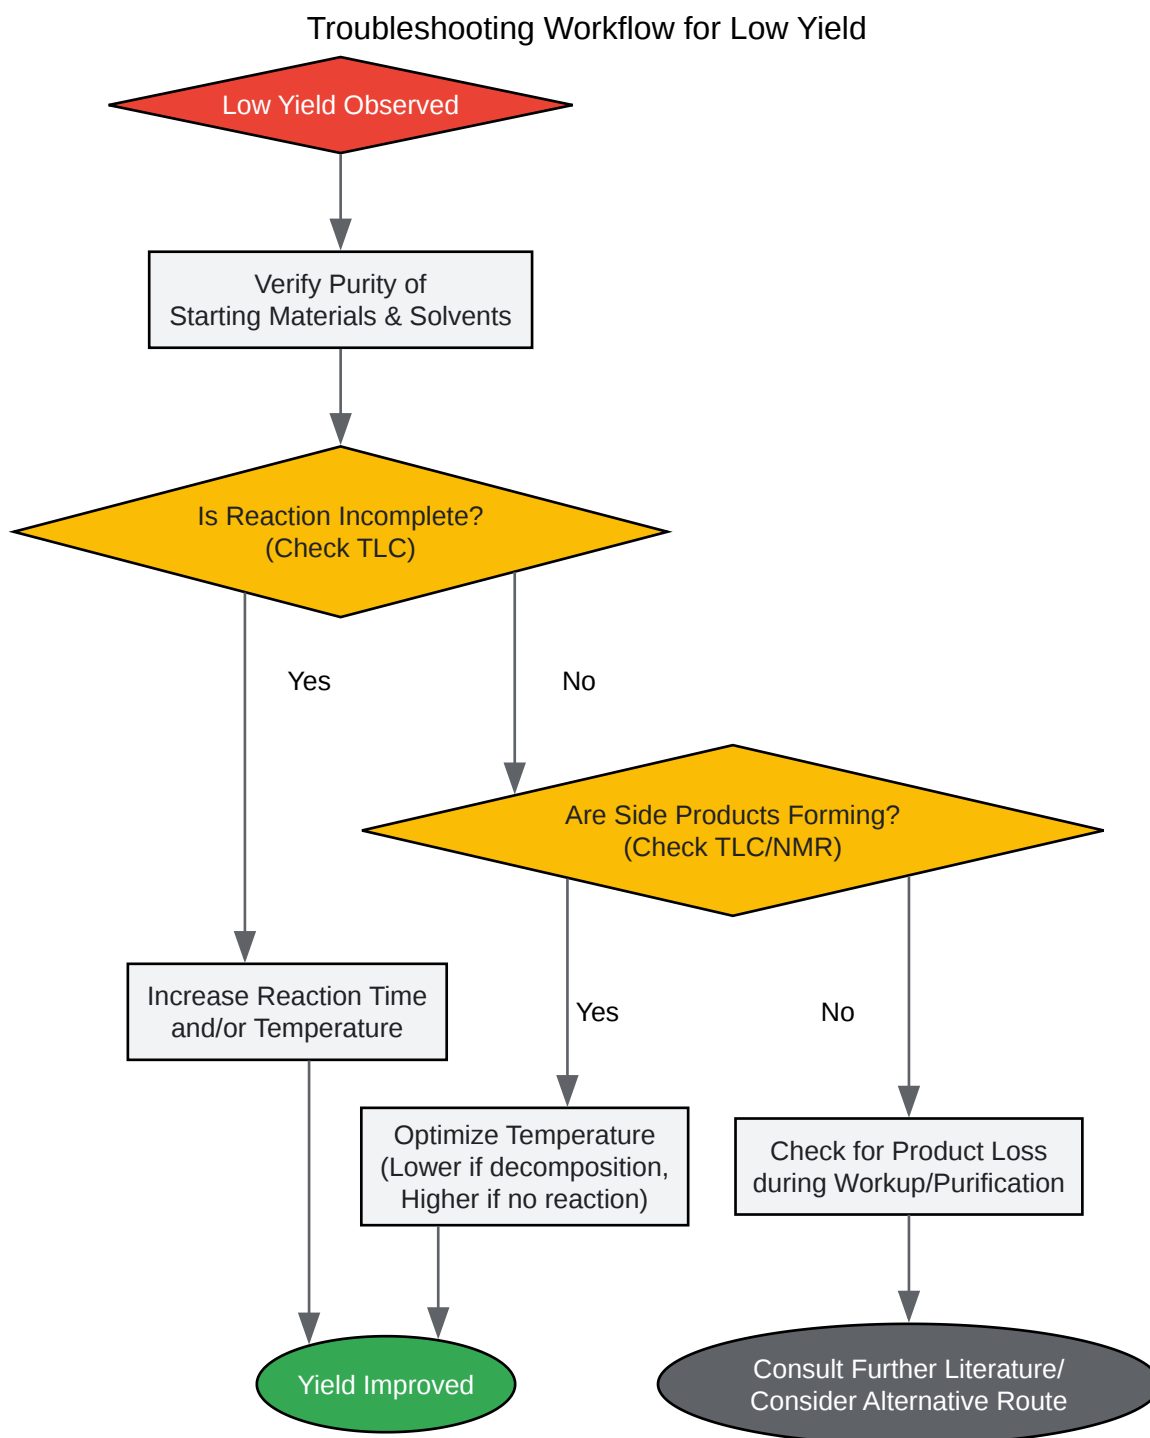 Troubleshooting Workflow for Low Yield
Low Yield Observed
Verify Purity of
Starting Materials & Solvents
Is Reaction Incomplete?
(Check TLC)
Yes
No
Are Side Products Forming?
(Check TLC/NMR)
Increase Reaction Time
and/or Temperature
Yes
No
Optimize Temperature
(Lower if decomposition,
Higher if no reaction)
Check for Product Loss
during Workup/Purification
Yield Improved
Consult Further Literature/
Consider Alternative Route